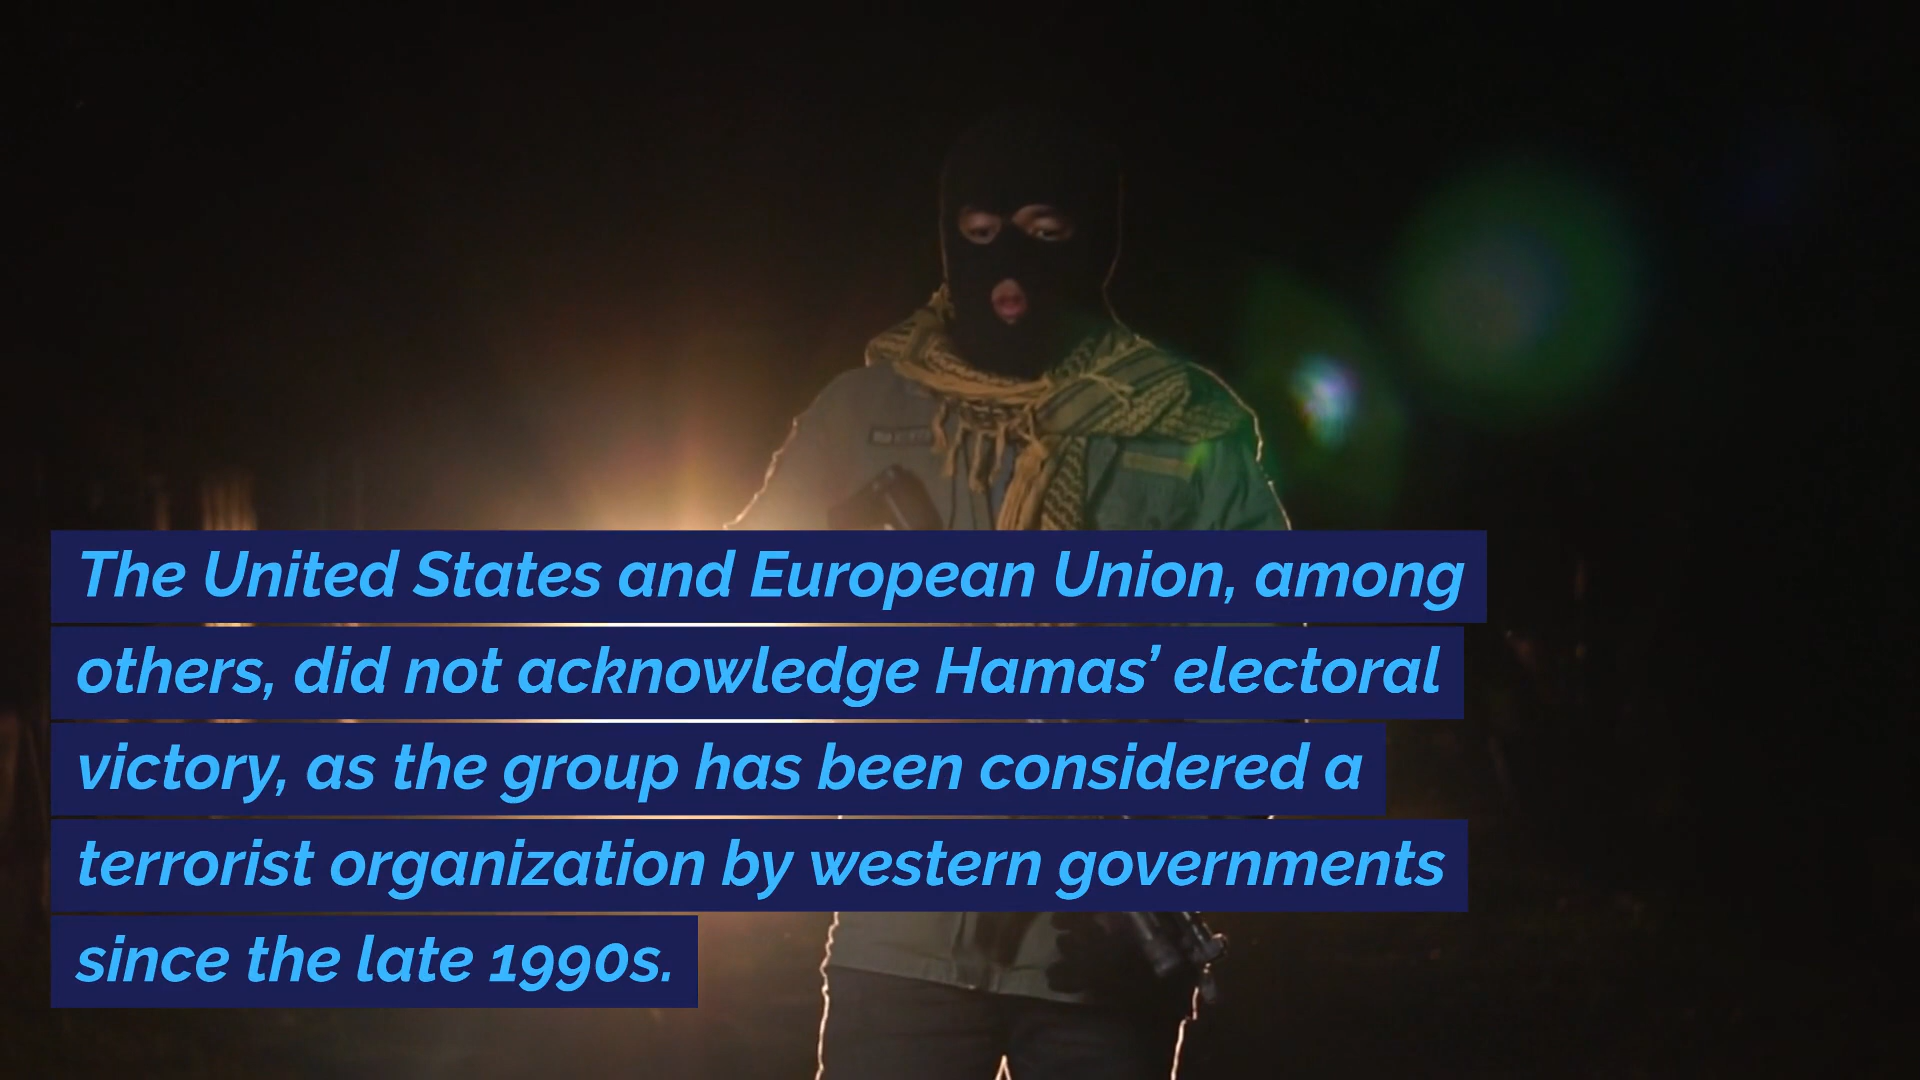 The United States and European Union, among
others, did not acknowledge Hamas’ electoral
victory, as the group has been considered a
terrorist organization by western governments
since the late 1990s.